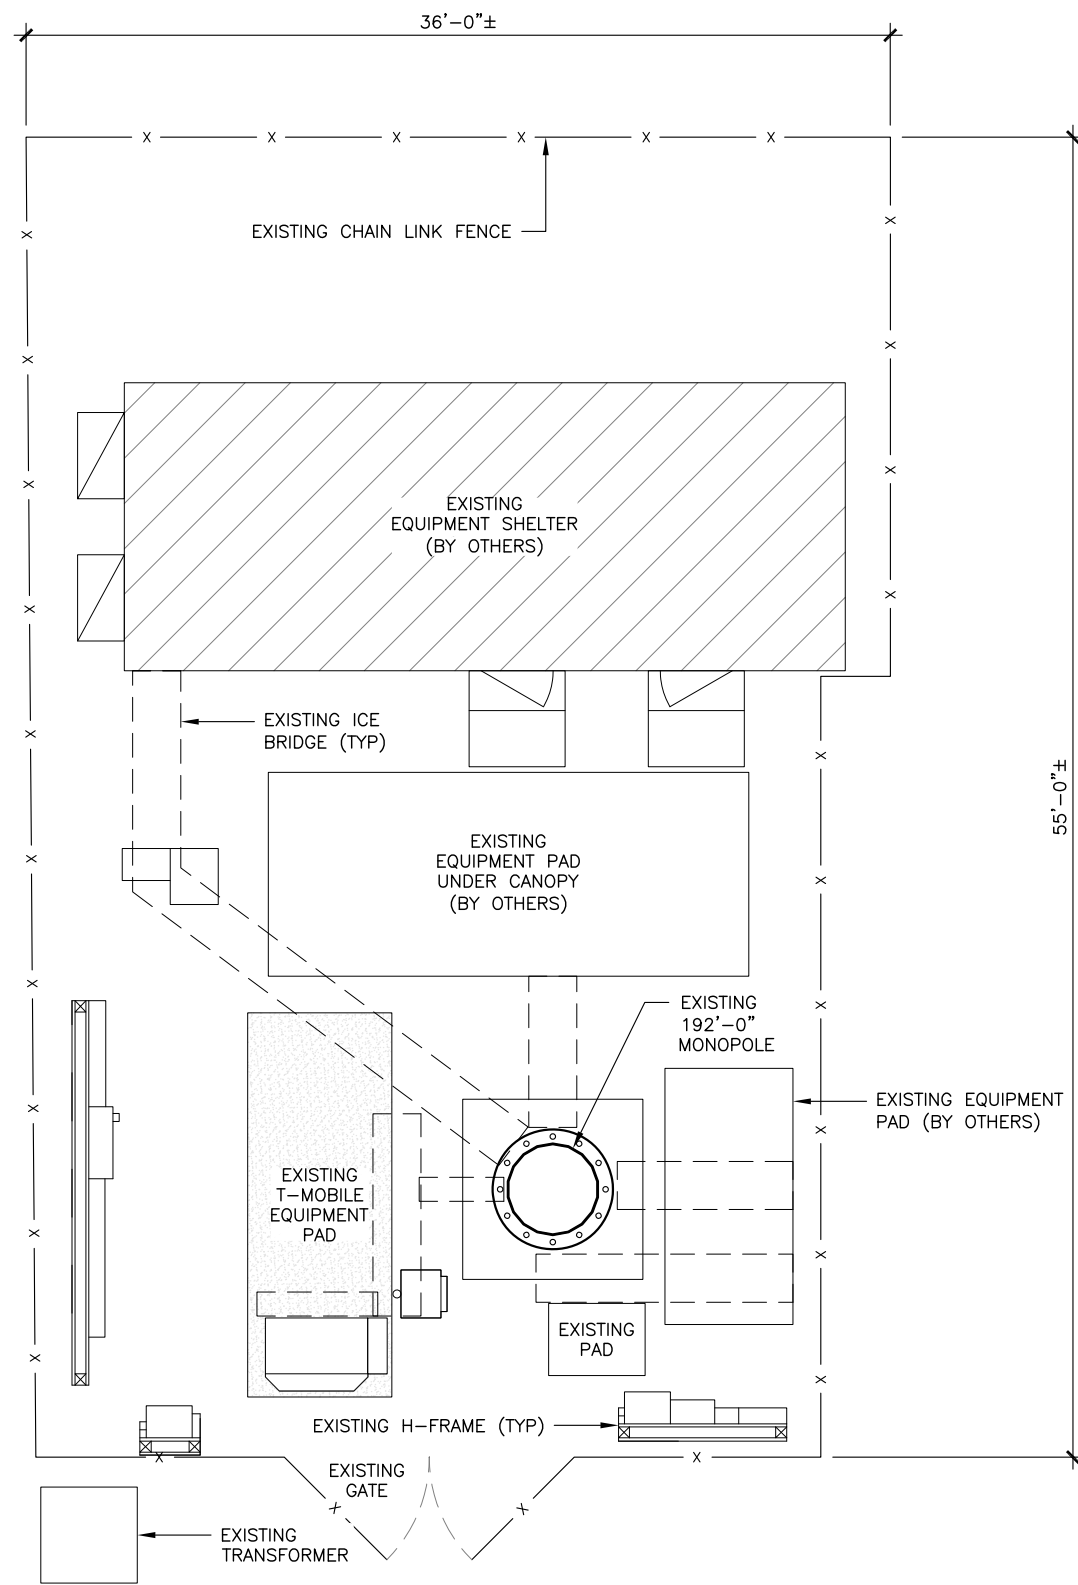 36'-0"±
EXISTING CHAIN LINK FENCE
EXISTING
EQUIPMENT SHELTER
(BY OTHERS)
EXISTING ICE
BRIDGE (TYP)
55'-0"±
EXISTING
EQUIPMENT PAD
UNDER CANOPY
(BY OTHERS)
EXISTING
192'-0"
MONOPOLE
EXISTING EQUIPMENT
PAD (BY OTHERS)
EXISTING
T-MOBILE
EQUIPMENT
PAD
EXISTING
PAD
EXISTING H-FRAME (TYP)
EXISTING
GATE
EXISTING
TRANSFORMER